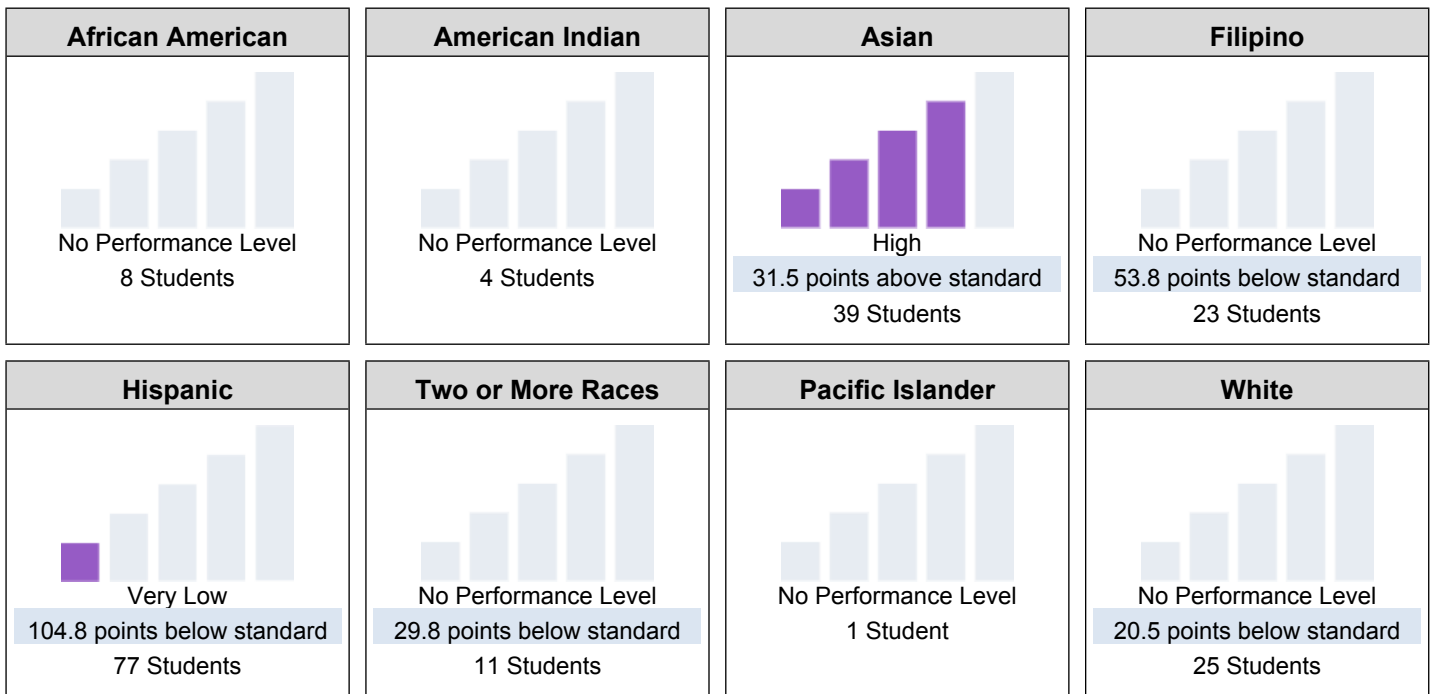 African American
No Performance Level
8 Students
American Indian
No Performance Level
4 Students
Asian
High
31.5 points above standard
39 Students
Filipino
No Performance Level
53.8 points below standard
23 Students
Hispanic
Very Low
104.8 points below standard
77 Students
Two or More Races
No Performance Level
29.8 points below standard
11 Students
Pacific Islander
No Performance Level
1 Student
White
No Performance Level
20.5 points below standard
25 Students